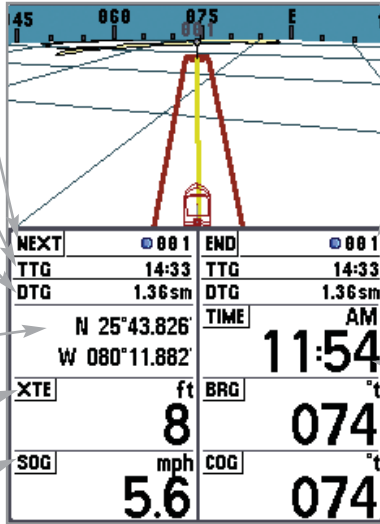 45 060 075 E
001
NEXT 001 END 001
TTG 14:33 TTG 14:33
DTG 1.36sm DTG 1.36sm
N 25°43.826' TIME AM
W 080°11.882' 11:54
XTE ft BRG °t
8 074
SOG mph COG °t
5.6 074